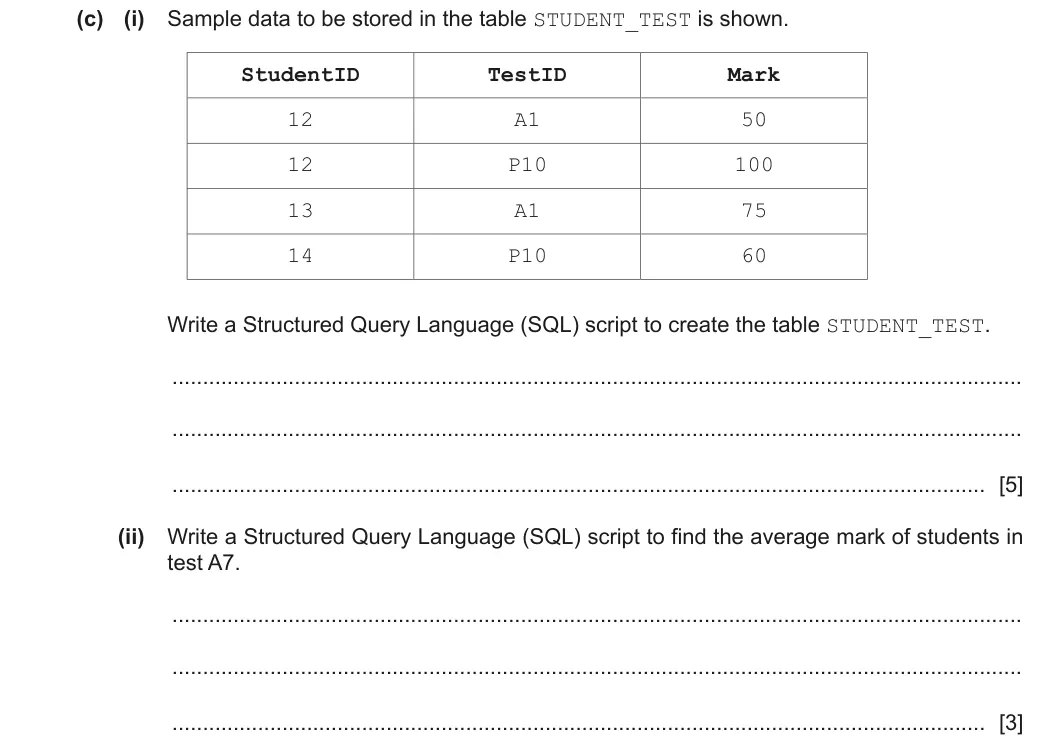 (c) (i) Sample data to be stored in the table STUDENT_TEST is shown.
StudentID TestID Mark
12 A1 50
12 P10 100
13 A1 75
14 P10 60
Write a Structured Query Language (SQL) script to create the table STUDENT_TEST.
....................................................................................................................................
....................................................................................................................................
.............................................................................................................................. [5]
(ii) Write a Structured Query Language (SQL) script to find the average mark of students in
test A7.
....................................................................................................................................
....................................................................................................................................
.............................................................................................................................. [3]